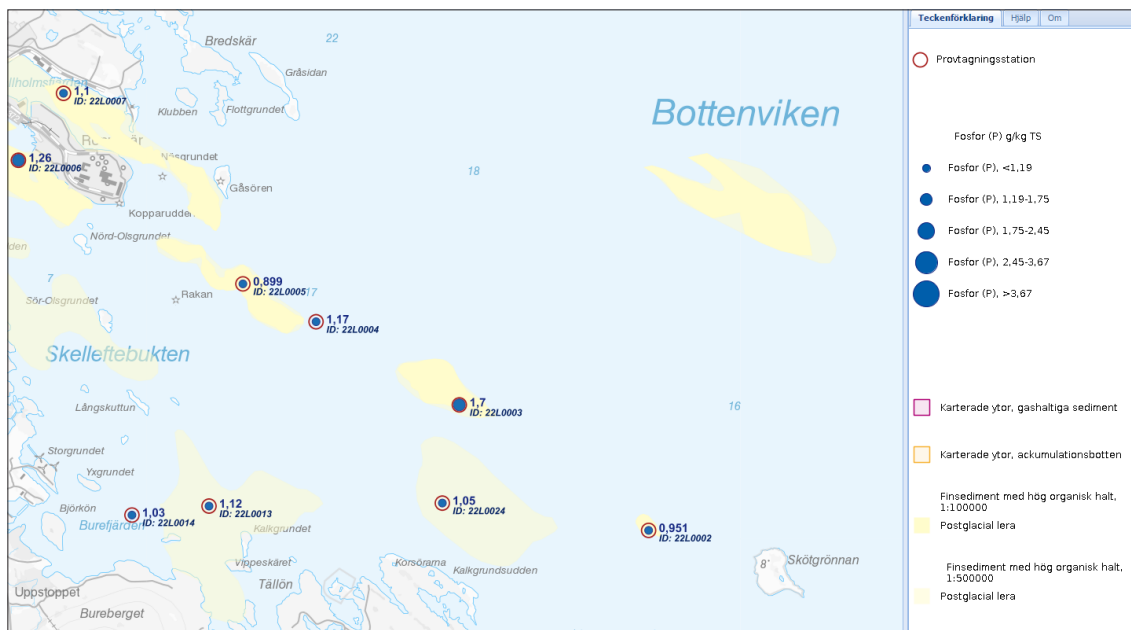 Bredskär
22
Gråsidan
1,1
ID: 22L0007
Klubben
Flottgrundet
Bottenviken
1,26
ID: 22L0006
Näsgrundet
18
Gåsören
Kopparudden
Nörd-Olsgrundet
7
0,899
ID: 22L0005
17
Rakan
Sör-Olsgrundet
1,17
ID: 22L0004
Skelleftebukten
Långskuttun
1,7
ID: 22L0003
16
Storgrundet
Yxgrundet
Björkön
1,03
ID: 22L0014
1,12
ID: 22L0013
1,05
ID: 22L0024
Burefjärden
Kalkgrundet
0,951
ID: 22L0002
Vippeskäret
Korsörarna
Kalkgrundsudden
8
Skötgrönnan
Tällön
Uppstoppet
Bureberget
Teckenförklaring
Hjälp
Om
Provtagningsstation
Fosfor (P) g/kg TS
Fosfor (P), <1,19
Fosfor (P), 1,19-1,75
Fosfor (P), 1,75-2,45
Fosfor (P), 2,45-3,67
Fosfor (P), >3,67
Karterade ytor, gashaltiga sediment
Karterade ytor, ackumulationsbotten
Finsediment med hög organisk halt,
1:100000
Postglacial lera
Finsediment med hög organisk halt,
1:500000
Postglacial lera